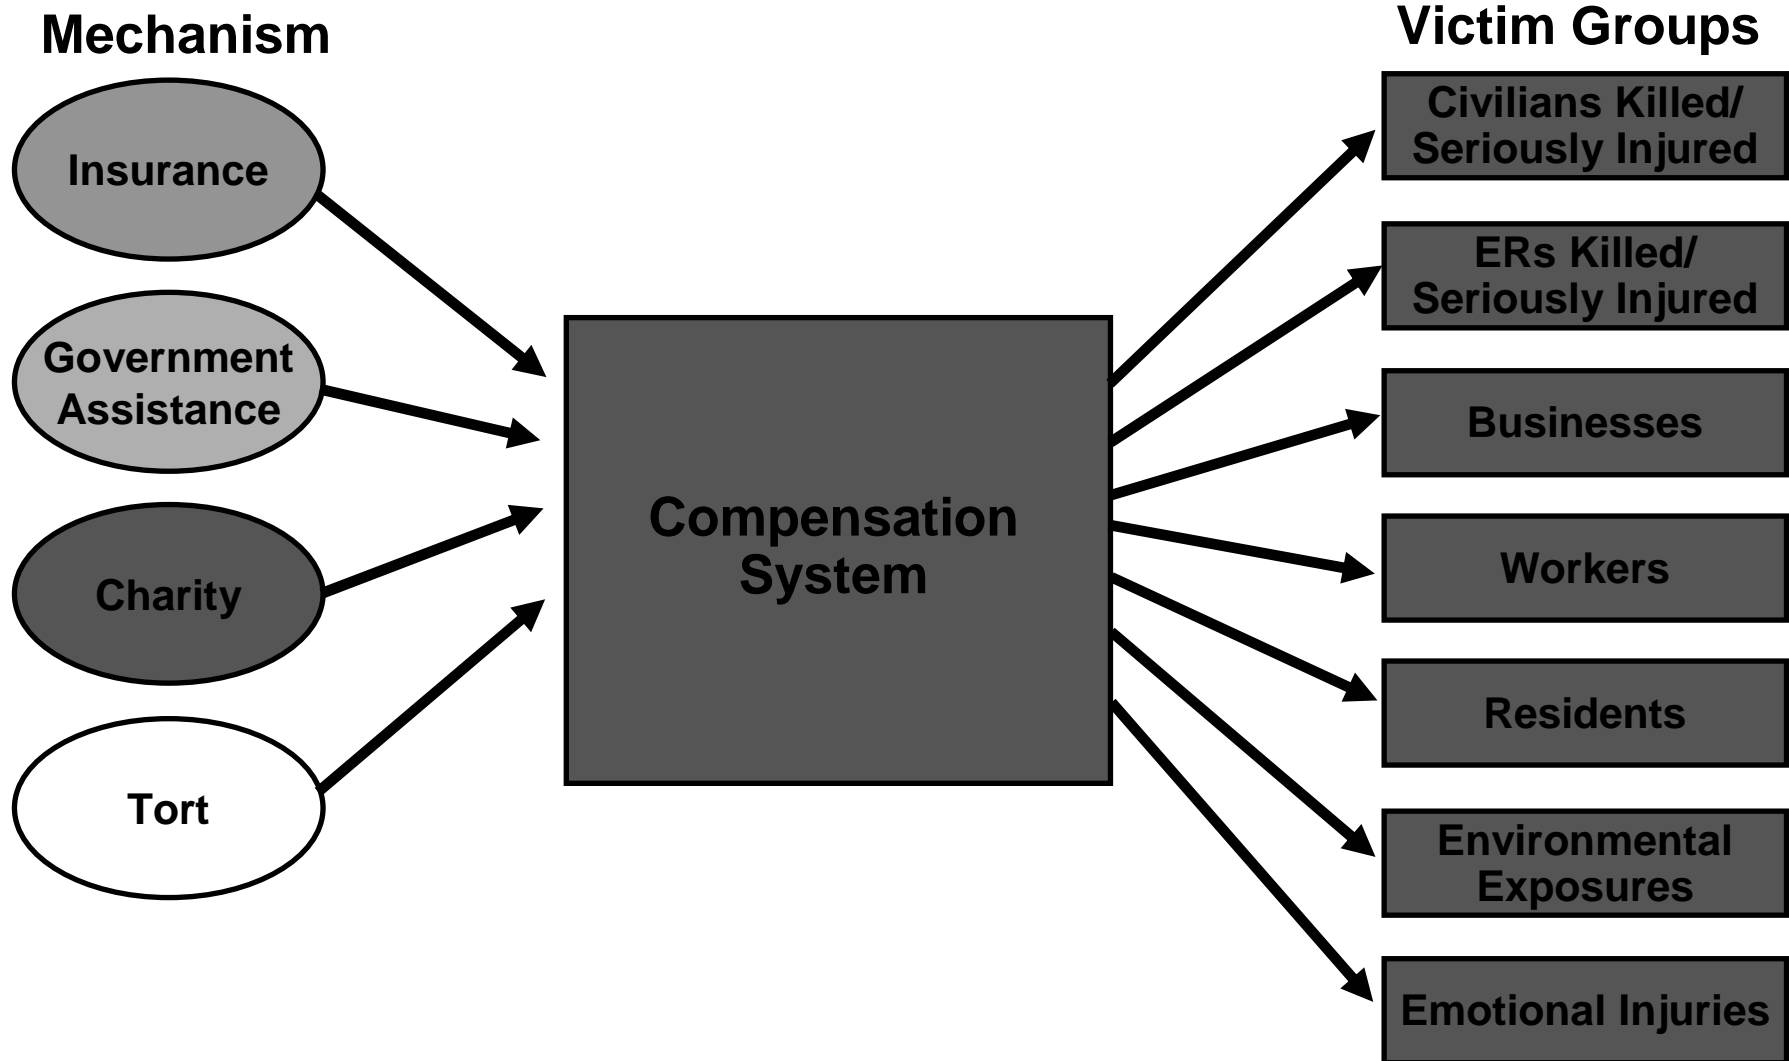 Mechanism
Insurance
Government
Assistance
Charity
Tort
Compensation
System
Victim Groups
Civilians Killed/
Seriously Injured
ERs Killed/
Seriously Injured
Businesses
Workers
Residents
Environmental
Exposures
Emotional Injuries